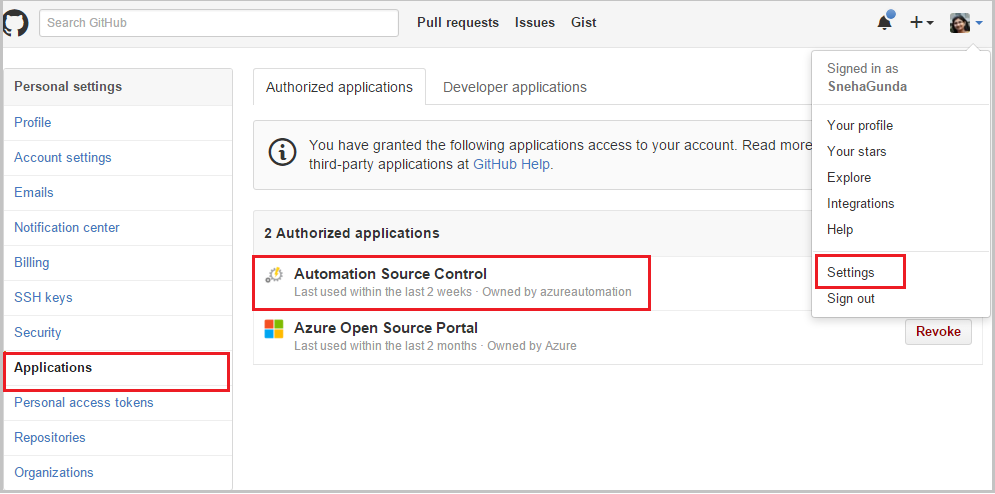 Search GitHub
Pull requests Issues Gist
Signed in as
SnehaGunda
Your profile
Your stars
Explore
Integrations
Help
Settings
Sign out
Personal settings
Profile
Account settings
Emails
Notification center
Billing
SSH keys
Security
Applications
Personal access tokens
Repositories
Organizations
Authorized applications Developer applications
You have granted the following applications access to your account. Read more
third-party applications at GitHub Help.
2 Authorized applications
Automation Source Control
Last used within the last 2 weeks · Owned by azureautomation
Azure Open Source Portal
Last used within the last 2 months · Owned by Azure
Revoke